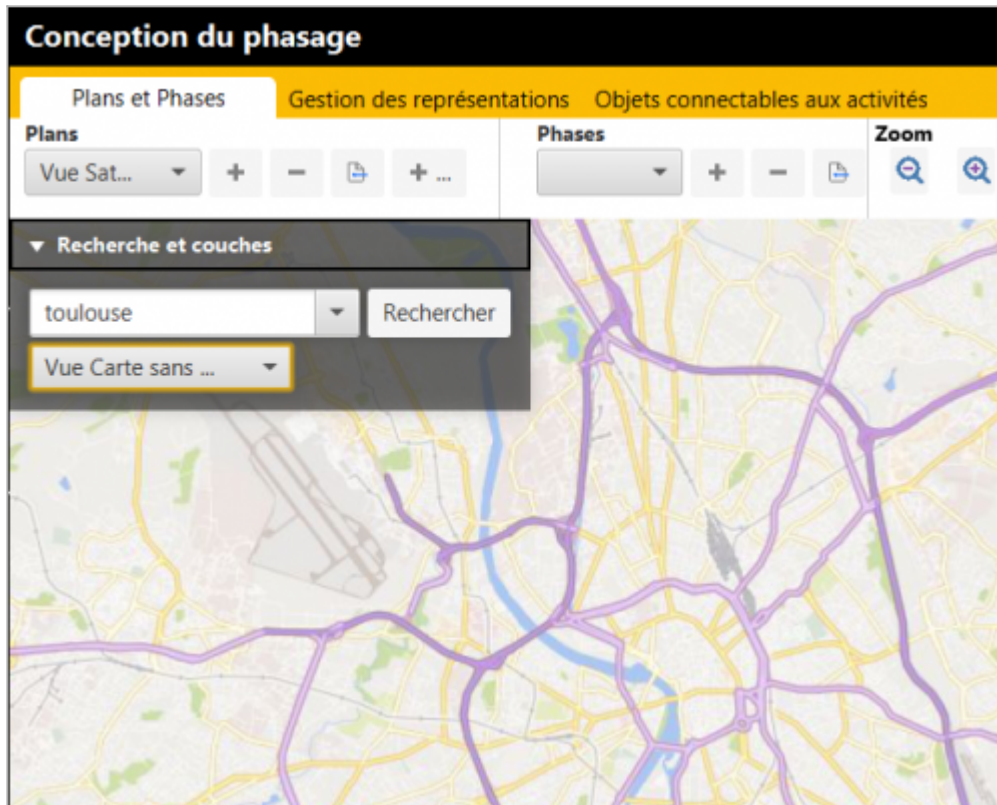 Conception du phasage
Plans et Phases Gestion des représentations Objets connectables aux activités
Plans Phases Zoom
Vue Sat... + − + ... + −
Recherche et couches
toulouse Rechercher
Vue Carte sans ...